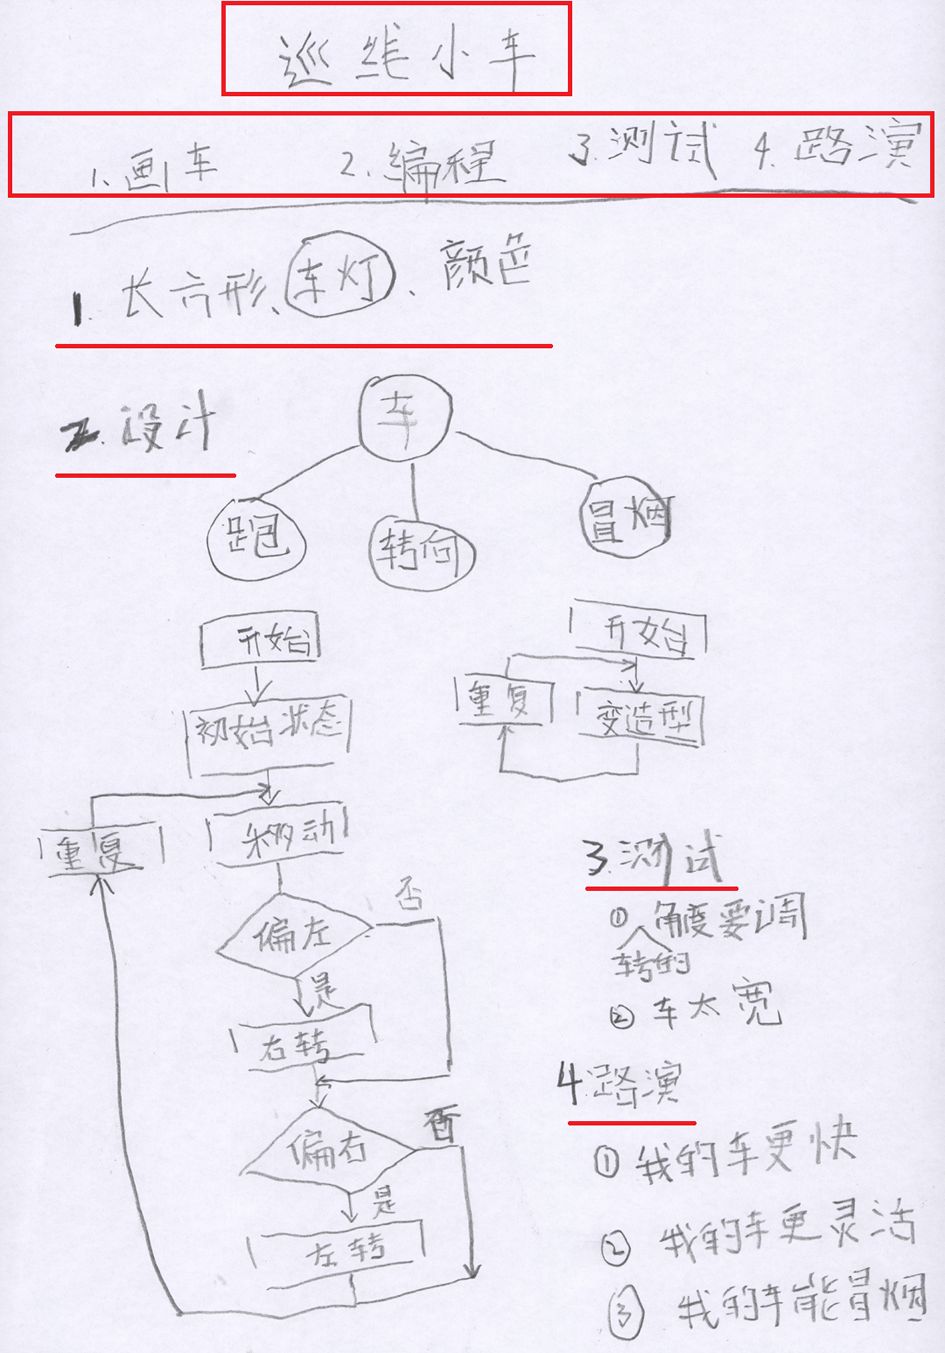 巡线小车
1.画车 2.编程 3.测试 4.路演
1.长方形、车灯、颜色
2.设计
车
跑 转向 冒烟
开始
初始状态
移动
重复
偏左
否
是
右转
偏右
否
是
左转
开始
重复
变造型
3.测试
① 角度要调
转的
② 车太宽
4.路演
① 我的车更快
② 我的车更灵活
③ 我的车能冒烟